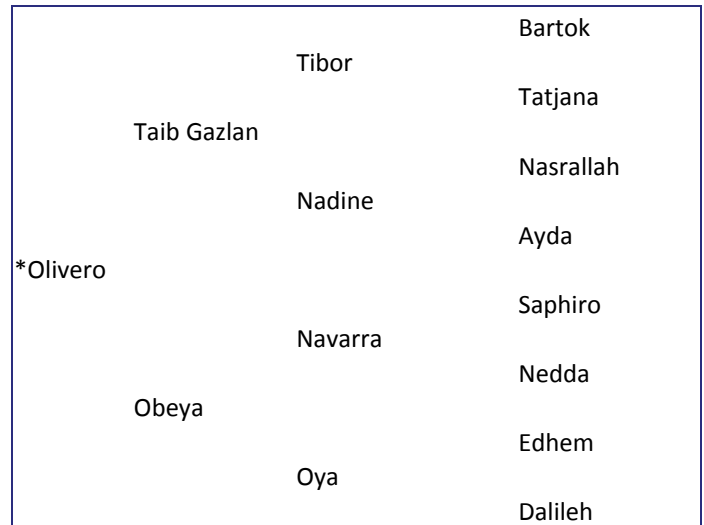 Bartok
Tibor
Tatjana
Taib Gazlan
Nasrallah
Nadine
Ayda
*Olivero
Saphiro
Navarra
Nedda
Obeya
Edhem
Oya
Dalileh